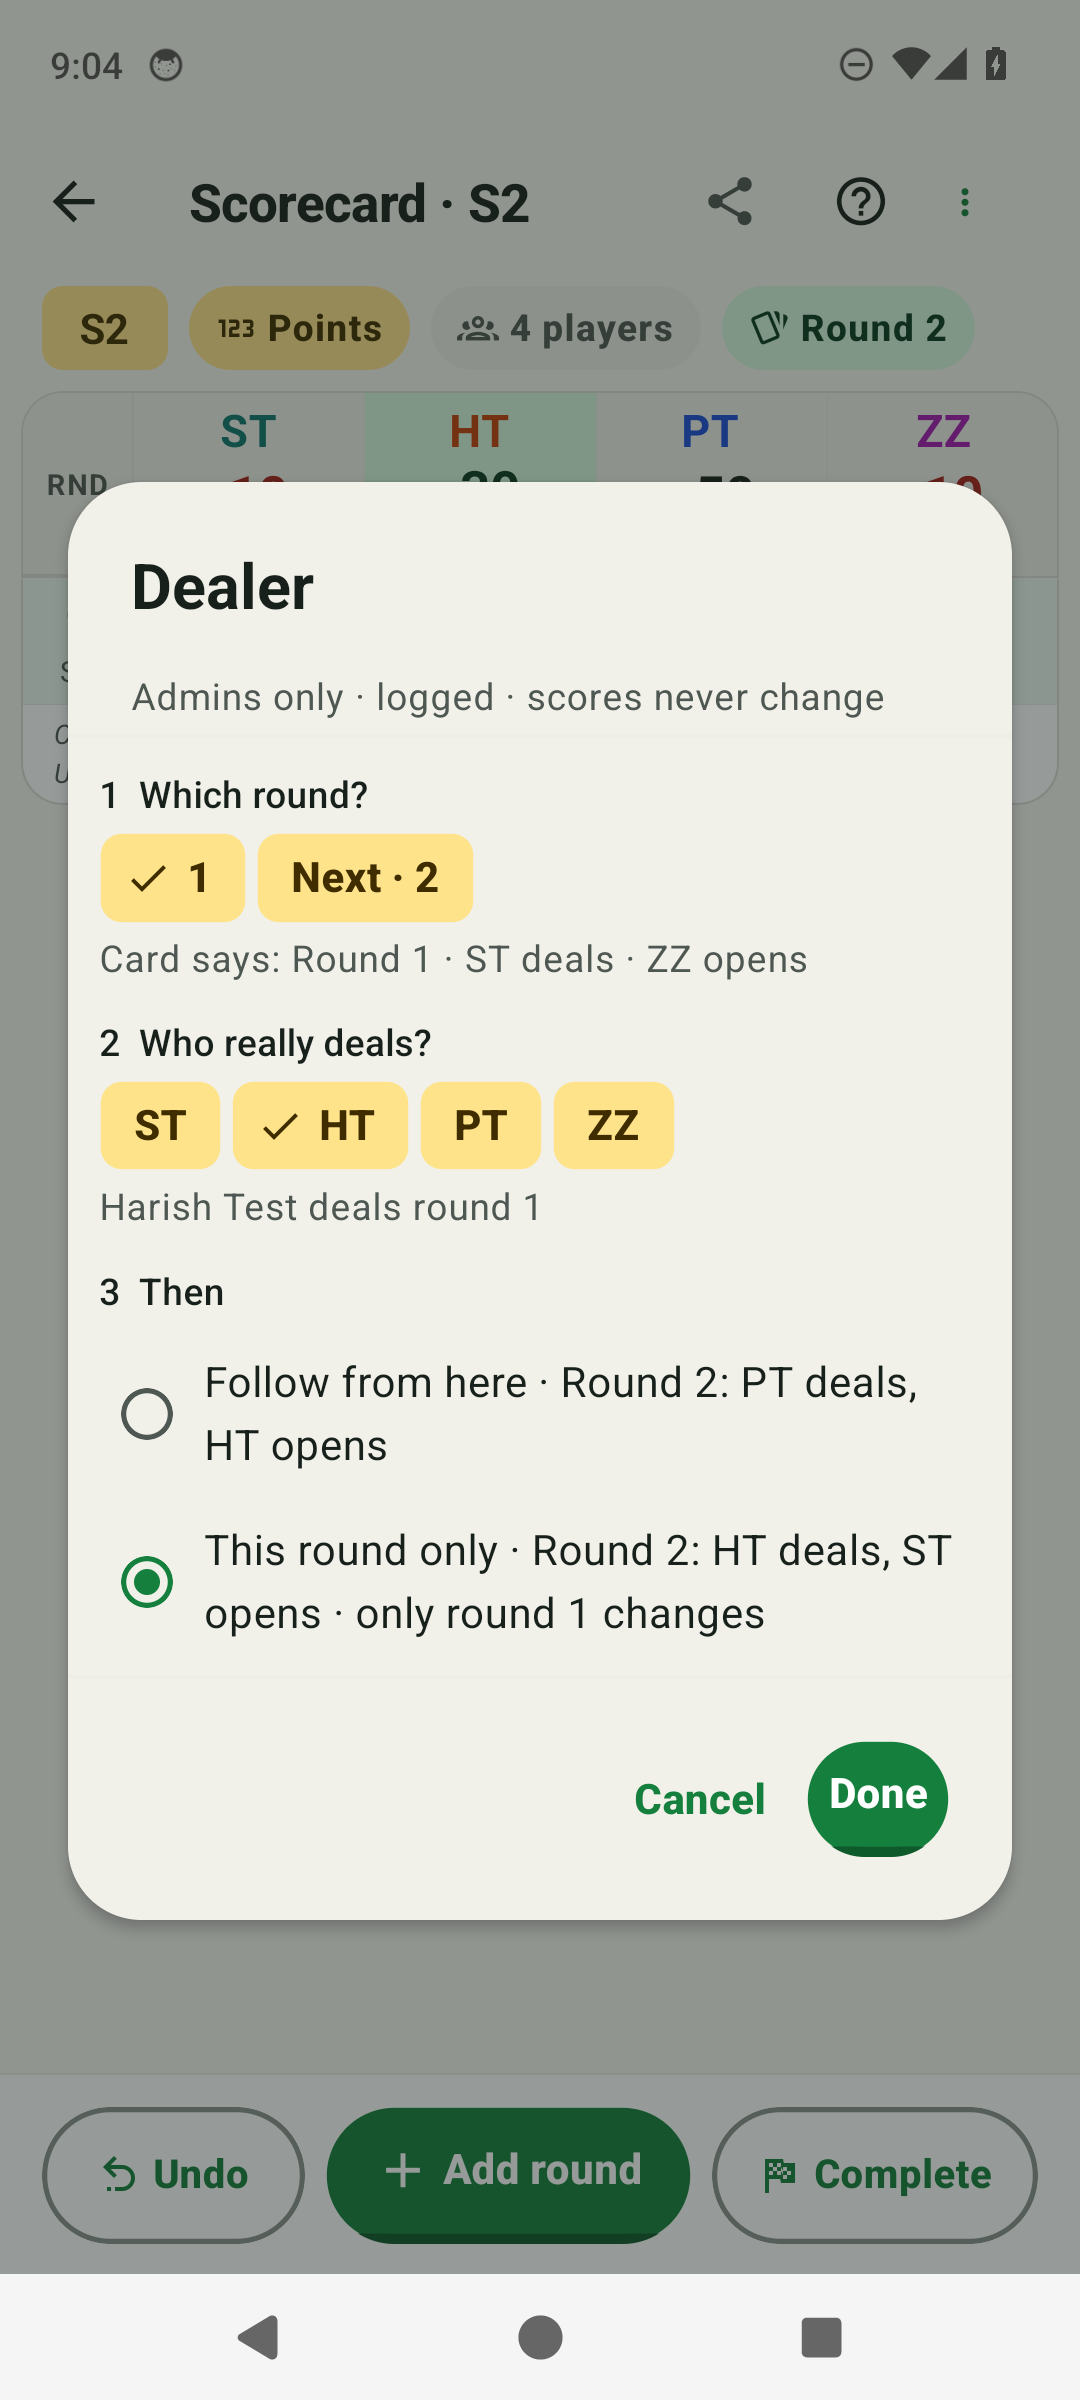 9:04
Scorecard · S2
S2
123 Points
4 players
Round 2
ST HT PT ZZ
RND
Dealer
Admins only · logged · scores never change
1 Which round?
1
Next · 2
Card says: Round 1 · ST deals · ZZ opens
2 Who really deals?
ST
HT
PT
ZZ
Harish Test deals round 1
3 Then
Follow from here · Round 2: PT deals,
HT opens
This round only · Round 2: HT deals, ST
opens · only round 1 changes
Cancel
Done
Undo
Add round
Complete